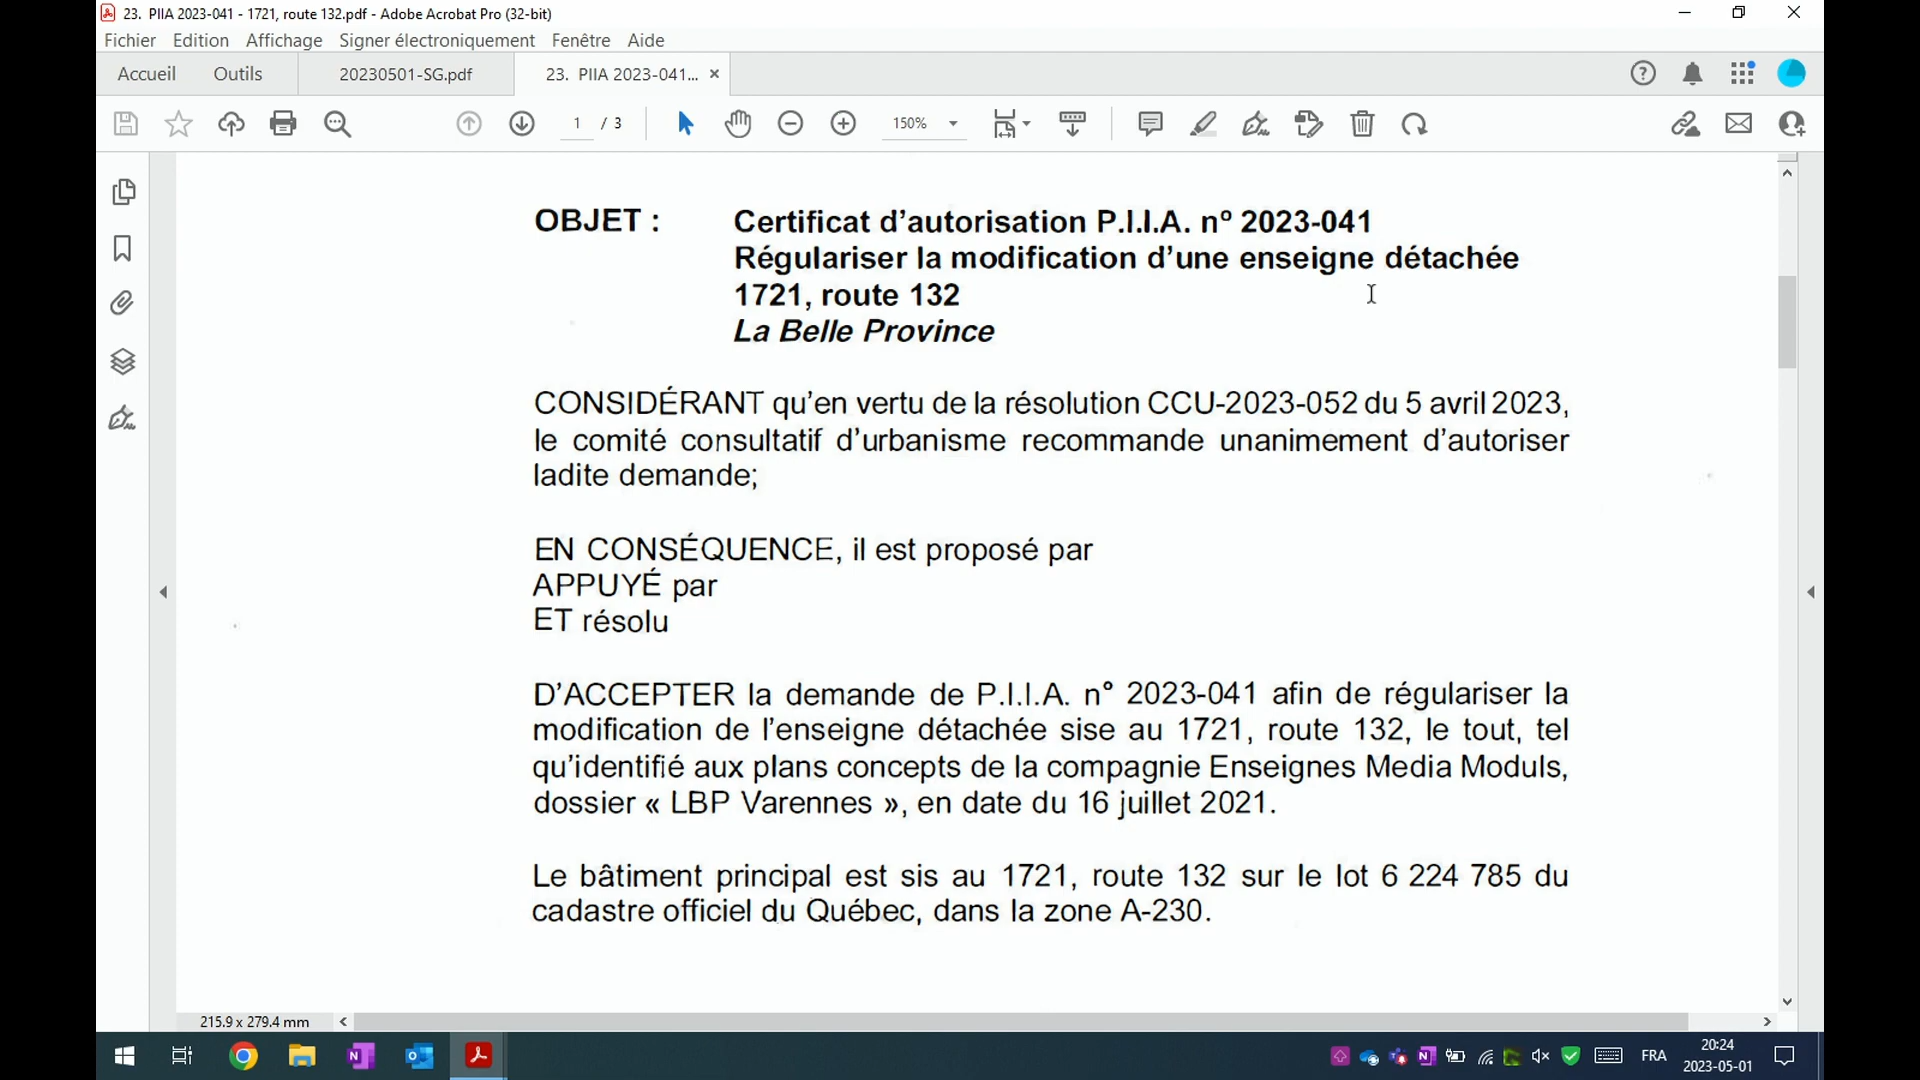 23. PIIA 2023-041 - 1721, route 132.pdf - Adobe Acrobat Pro (32-bit)
Fichier Edition Affichage Signer électroniquement Fenêtre Aide
Accueil Outils 20230501-SG.pdf 23. PIIA 2023-041... ×
1 / 3 150%
OBJET : Certificat d'autorisation P.I.I.A. nº 2023-041
Régulariser la modification d'une enseigne détachée
1721, route 132
La Belle Province
CONSIDÉRANT qu'en vertu de la résolution CCU-2023-052 du 5 avril 2023,
le comité consultatif d'urbanisme recommande unanimement d'autoriser
ladite demande;
EN CONSÉQUENCE, il est proposé par
APPUYÉ par
ET résolu
D'ACCEPTER la demande de P.I.I.A. n° 2023-041 afin de régulariser la
modification de l'enseigne détachée sise au 1721, route 132, le tout, tel
qu'identifié aux plans concepts de la compagnie Enseignes Media Moduls,
dossier « LBP Varennes », en date du 16 juillet 2021.
Le bâtiment principal est sis au 1721, route 132 sur le lot 6 224 785 du
cadastre officiel du Québec, dans la zone A-230.
215.9 x 279.4 mm
FRA
20:24
2023-05-01